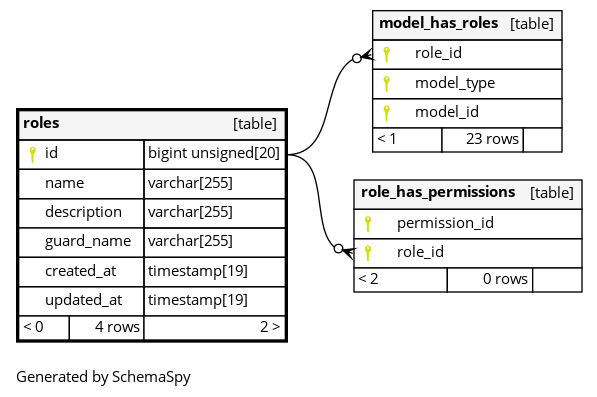 model_has_roles [table]
role_id
model_type
model_id
< 1 23 rows
roles [table]
id bigint unsigned[20]
name varchar[255]
description varchar[255]
guard_name varchar[255]
created_at timestamp[19]
updated_at timestamp[19]
< 0 4 rows 2 >
role_has_permissions [table]
permission_id
role_id
< 2 0 rows
Generated by SchemaSpy